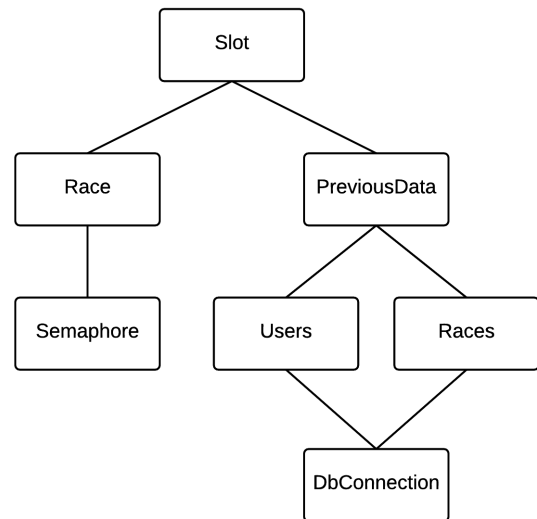 Slot
Race
PreviousData
Semaphore
Users
Races
DbConnection